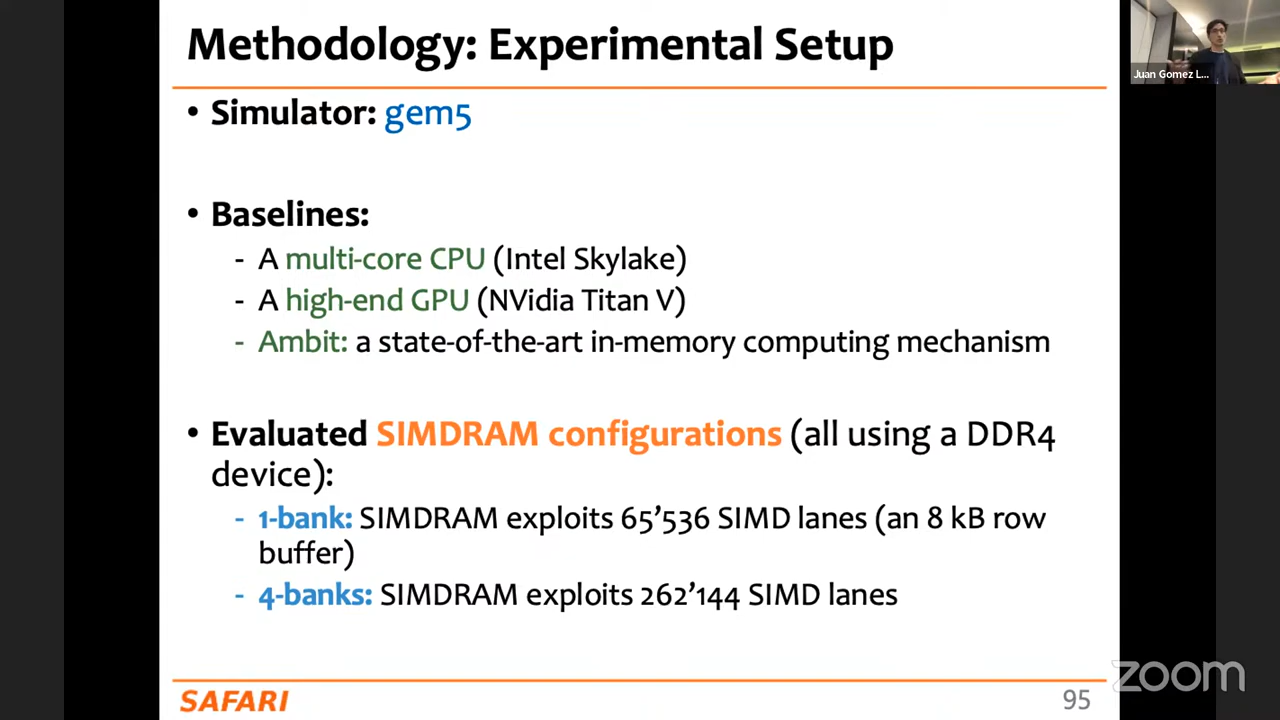 Methodology: Experimental Setup
• Simulator: gem5
• Baselines:
- A multi-core CPU (Intel Skylake)
- A high-end GPU (NVidia Titan V)
- Ambit: a state-of-the-art in-memory computing mechanism
• Evaluated SIMDRAM configurations (all using a DDR4
device):
- 1-bank: SIMDRAM exploits 65’536 SIMD lanes (an 8 kB row
buffer)
- 4-banks: SIMDRAM exploits 262’144 SIMD lanes
SAFARI
95
Juan Gomez L...
zoom